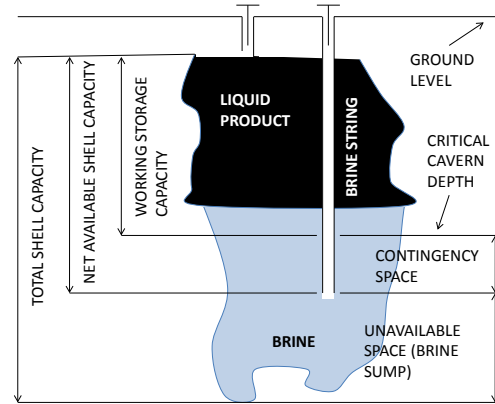 GROUND
LEVEL
LIQUID
PRODUCT
BRINE STRING
CRITICAL
CAVERN
DEPTH
TOTAL SHELL CAPACITY
NET AVAILABLE SHELL CAPACITY
WORKING STORAGE
CAPACITY
CONTINGENCY
SPACE
BRINE
UNAVAILABLE
SPACE (BRINE
SUMP)